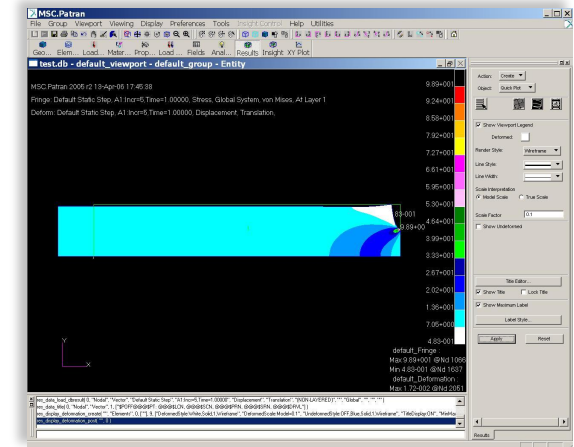 MSC.Patran
File Group Viewport Viewing Display Preferences Tools Insight Control Help Utilities
Geo... Elem... Load... Mater... Prop... Load ... Fields Anal... Results Insight XY Plot
test.db - default_viewport - default_group - Entity
MSC.Patran 2005 r2 13-Apr-06 17:45:38
Fringe: Default Static Step, A1:Incr=5,Time=1.00000, Stress, Global System, von Mises, At Layer 1
Deform: Default Static Step, A1:Incr=5,Time=1.00000, Displacement, Translation,
9.89+001
9.24+001
8.58+001
7.92+001
7.27+001
6.61+001
5.95+001
5.30+001
83-001
4.64+001
9.89+00
3.99+001
3.33+001
2.67+001
2.02+001
1.36+001
7.05+000
4.83-001
default_Fringe :
Max 9.89+001 @Nd 1066
Min 4.83-001 @Nd 1637
default_Deformation :
Max 1.72-002 @Nd 2051
Y
X
Z
Action: Create
Object: Quick Plot
Show Viewport Legend
Deformed:
Render Style: Wireframe
Line Style:
Line Width:
Scale Interpretation
Model Scale True Scale
Scale Factor 0.1
Show Undeformed
Title Editor...
Show Title Lock Title
Show Maximum Label
Label Style...
Apply Reset
Results